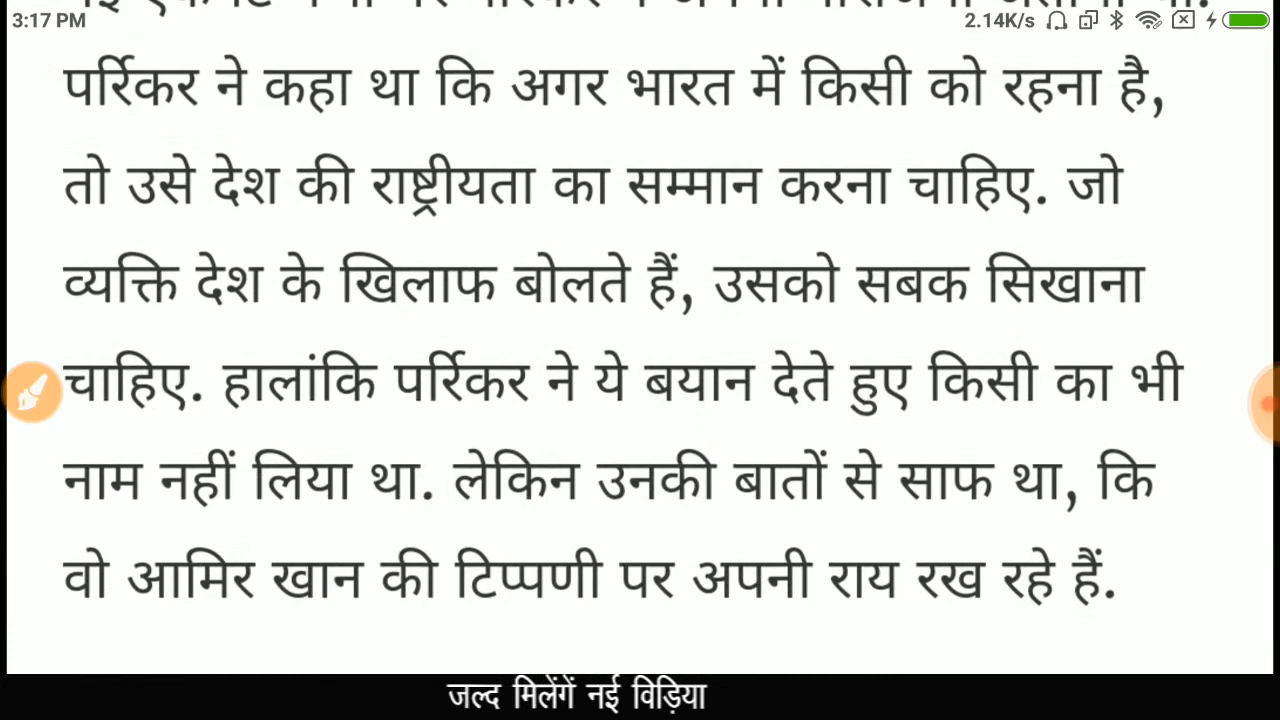 3:17 PM
2.14K/s
पर्रिकर ने कहा था कि अगर भारत में किसी को रहना है,
तो उसे देश की राष्ट्रीयता का सम्मान करना चाहिए. जो
व्यक्ति देश के खिलाफ बोलते हैं, उसको सबक सिखाना
चाहिए. हालांकि पर्रिकर ने ये बयान देते हुए किसी का भी
नाम नहीं लिया था. लेकिन उनकी बातों से साफ था, कि
वो आमिर खान की टिप्पणी पर अपनी राय रख रहे हैं.
जल्द मिलेंगें नई विड़िया